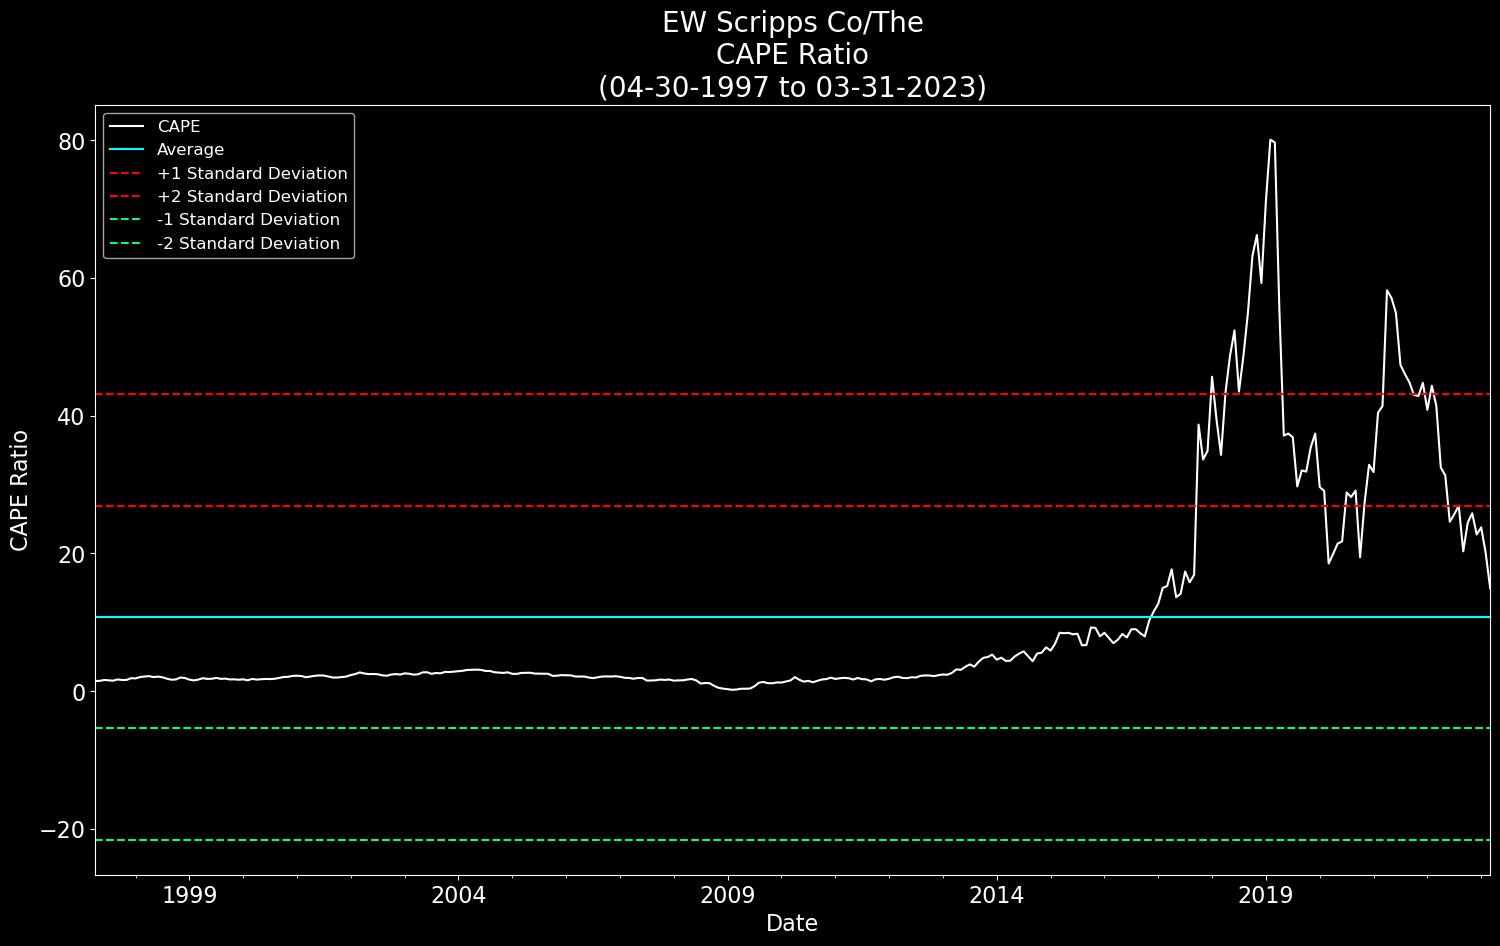 EW Scripps Co/The
CAPE Ratio
(04-30-1997 to 03-31-2023)
CAPE
Average
+1 Standard Deviation
+2 Standard Deviation
-1 Standard Deviation
-2 Standard Deviation
80
60
40
20
0
−20
CAPE Ratio
1999
2004
2009
2014
2019
Date